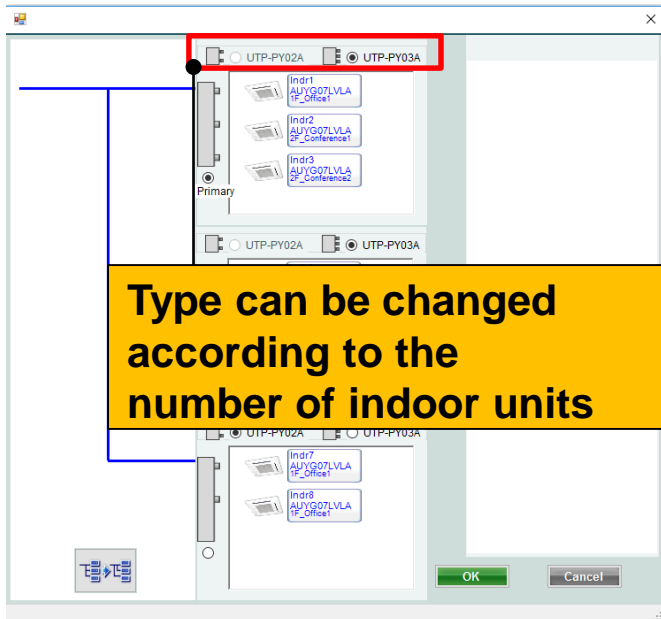 UTP-PY02A UTP-PY03A
Indr1
AUYG07LVLA
1F_Office1
Indr2
AUYG07LVLA
2F_Conference1
Indr3
AUYG07LVLA
2F_Conference2
Primary
UTP-PY02A UTP-PY03A
Type can be changed
according to the
number of indoor units
UTP-PY02A UTP-PY03A
Indr7
AUYG07LVLA
1F_Office1
Indr8
AUYG07LVLA
1F_Office1
OK Cancel